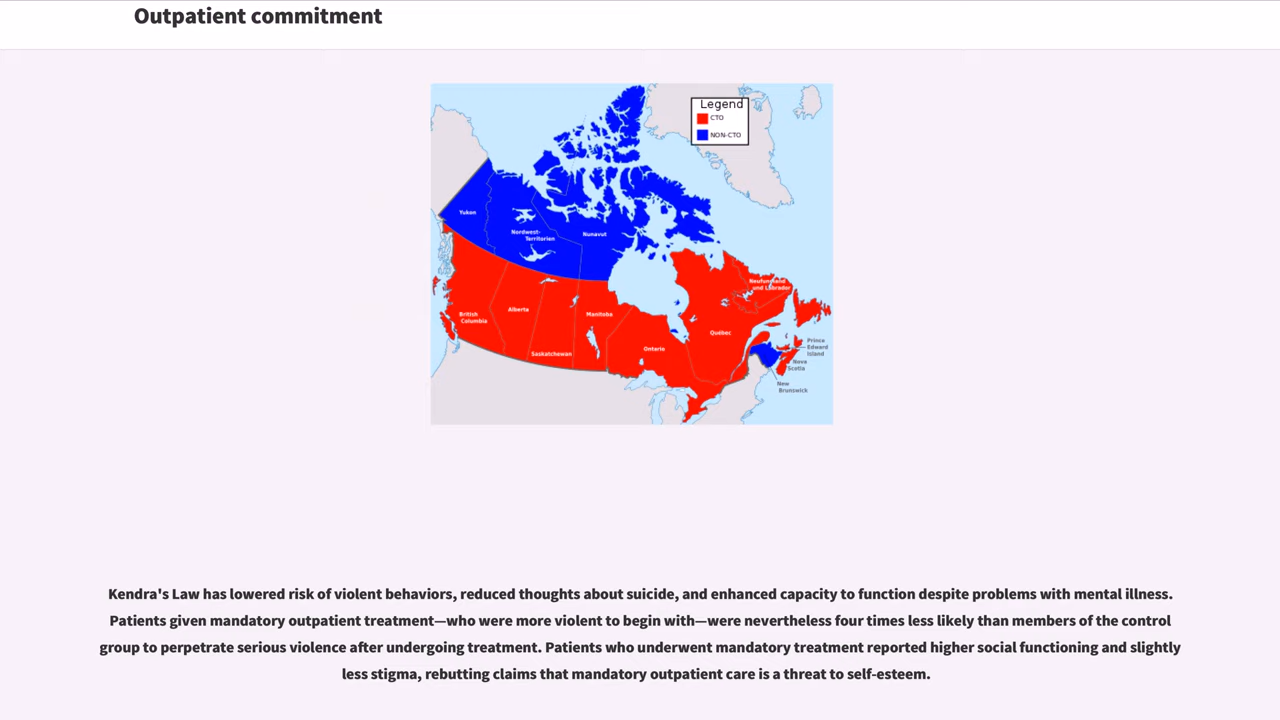 Outpatient commitment
Legend
CTO
NON-CTO
Yukon
Nordwest-
Territorien
Nunavut
British
Columbia
Alberta
Saskatchewan
Manitoba
Ontario
Québec
Neufundland
und Labrador
Prince
Edward
Island
Nova
Scotia
New
Brunswick
Kendra's Law has lowered risk of violent behaviors, reduced thoughts about suicide, and enhanced capacity to function despite problems with mental illness.
Patients given mandatory outpatient treatment—who were more violent to begin with—were nevertheless four times less likely than members of the control
group to perpetrate serious violence after undergoing treatment. Patients who underwent mandatory treatment reported higher social functioning and slightly
less stigma, rebutting claims that mandatory outpatient care is a threat to self-esteem.